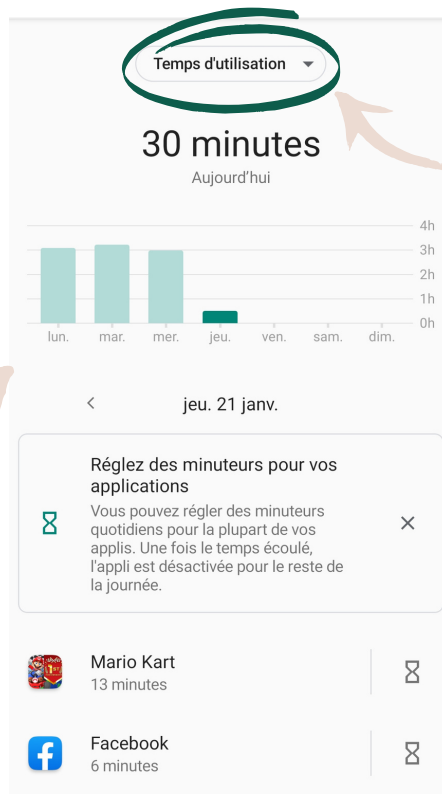 Temps d'utilisation
30 minutes
Aujourd'hui
4h
3h
2h
1h
0h
lun. mar. mer. jeu. ven. sam. dim.
jeu. 21 janv.
Réglez des minuteurs pour vos
applications
Vous pouvez régler des minuteurs
quotidiens pour la plupart de vos
applis. Une fois le temps écoulé,
l'appli est désactivée pour le reste de
la journée.
Mario Kart
13 minutes
Facebook
6 minutes